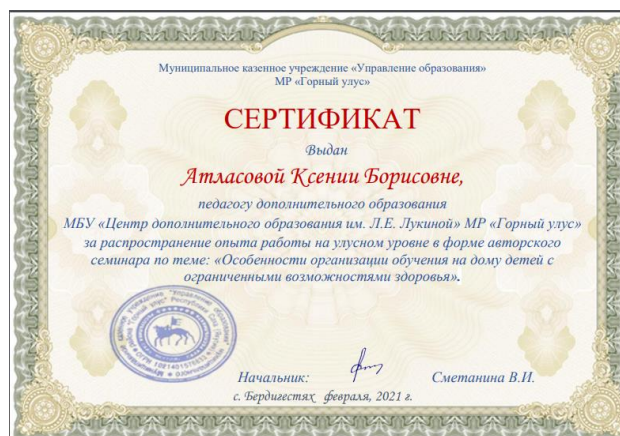 Муниципальное казенное учреждение «Управление образования»
МР «Горный улус»
СЕРТИФИКАТ
Выдан
Атласовой Ксении Борисовне,
педагогу дополнительного образования
МБУ «Центр дополнительного образования им. Л.Е. Лукиной» МР «Горный улус»
за распространение опыта работы на улусном уровне в форме авторского
семинара по теме: «Особенности организации обучения на дому детей с
ограниченными возможностями здоровья».
Начальник: Сметанина В.И.
с. Бердигестях февраля, 2021 г.